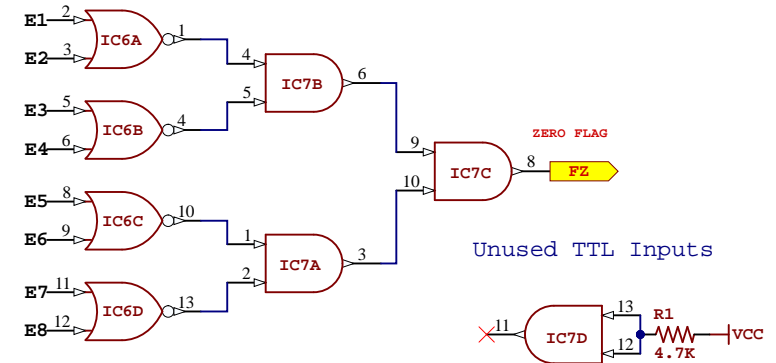 E1 2 IC6A 1
E2 3
4 IC7B 6
5
E3 5 IC6B 4
E4 6
ZERO FLAG
9 IC7C 8 FZ
10
E5 8 IC6C 10
E6 9
1 IC7A 3
2
Unused TTL Inputs
E7 11 IC6D 13
E8 12
11 IC7D 13
12
R1
4.7K
VCC